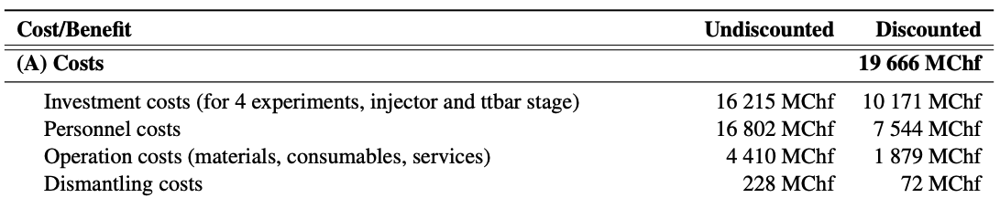 Cost/Benefit Undiscounted Discounted
(A) Costs 19 666 MChf
Investment costs (for 4 experiments, injector and ttbar stage) 16 215 MChf 10 171 MChf
Personnel costs 16 802 MChf 7 544 MChf
Operation costs (materials, consumables, services) 4 410 MChf 1 879 MChf
Dismantling costs 228 MChf 72 MChf